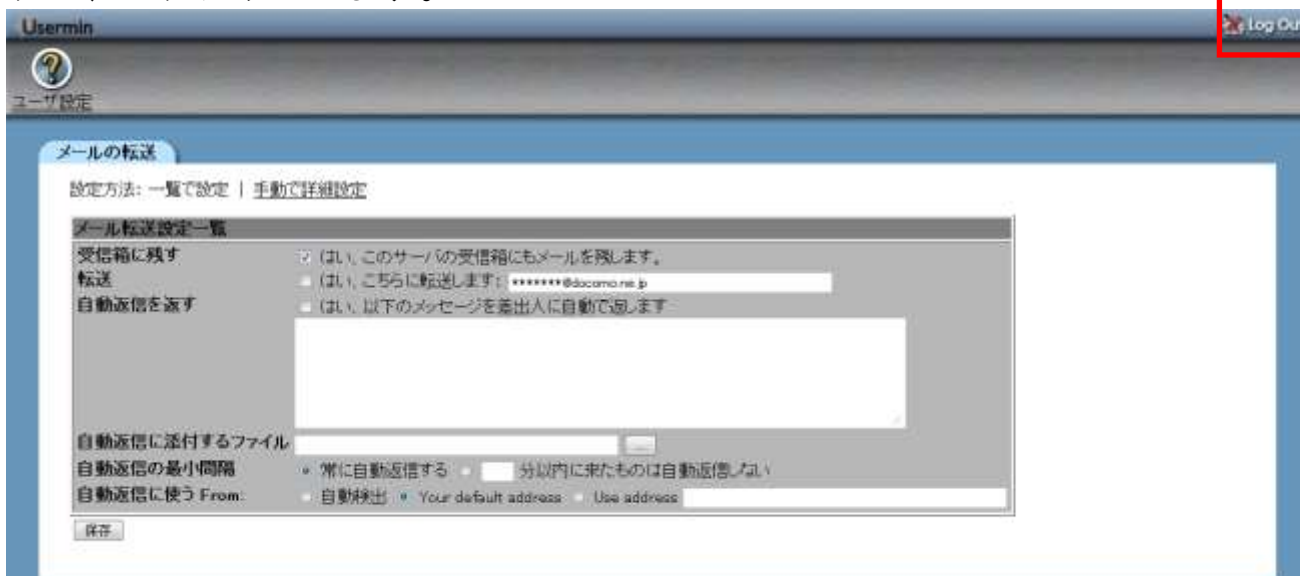 Usermin
Log Out
ユーザ設定
メールの転送
設定方法: 一覧で設定 | 手動で詳細設定
メール転送設定一覧
受信箱に残す はい、このサーバの受信箱にもメールを残します。
転送 はい、こちらに転送します: *******@docomo.ne.jp
自動返信を返す はい、以下のメッセージを差出人に自動で返します
自動返信に添付するファイル ...
自動返信の最小間隔 常に自動返信する 分以内に来たものは自動返信しない
自動返信に使う From: 自動検出 Your default address Use address
保存